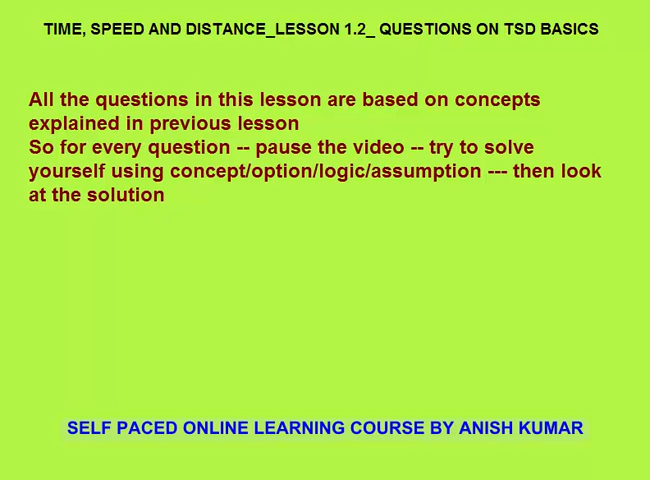 TIME, SPEED AND DISTANCE_LESSON 1.2_ QUESTIONS ON TSD BASICS
All the questions in this lesson are based on concepts
explained in previous lesson
So for every question -- pause the video -- try to solve
yourself using concept/option/logic/assumption --- then look
at the solution
SELF PACED ONLINE LEARNING COURSE BY ANISH KUMAR